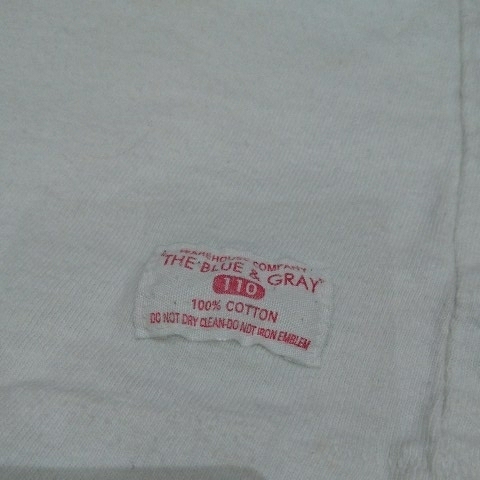 WAREHOUSE COMPANY
"THE BLUE & GRAY"
110
100% COTTON
DO NOT DRY CLEAN-DO NOT IRON EMBLEM